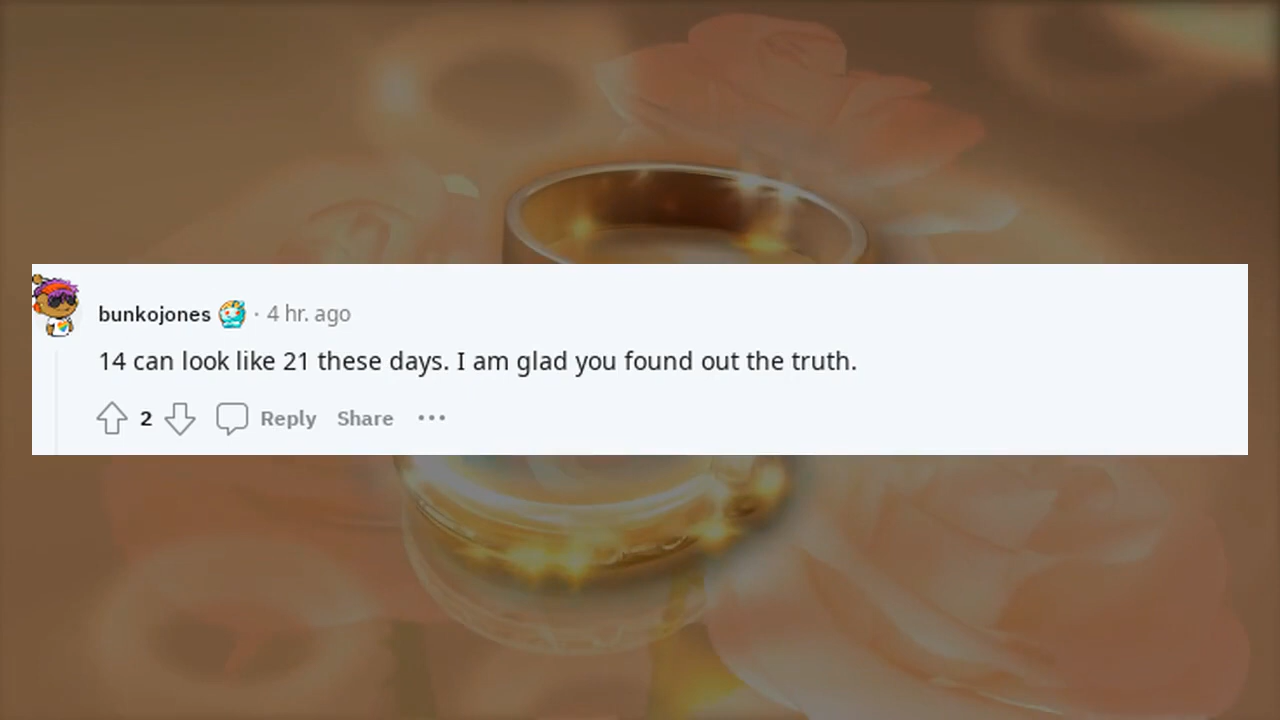 bunkojones · 4 hr. ago
14 can look like 21 these days. I am glad you found out the truth.
2 Reply Share ...